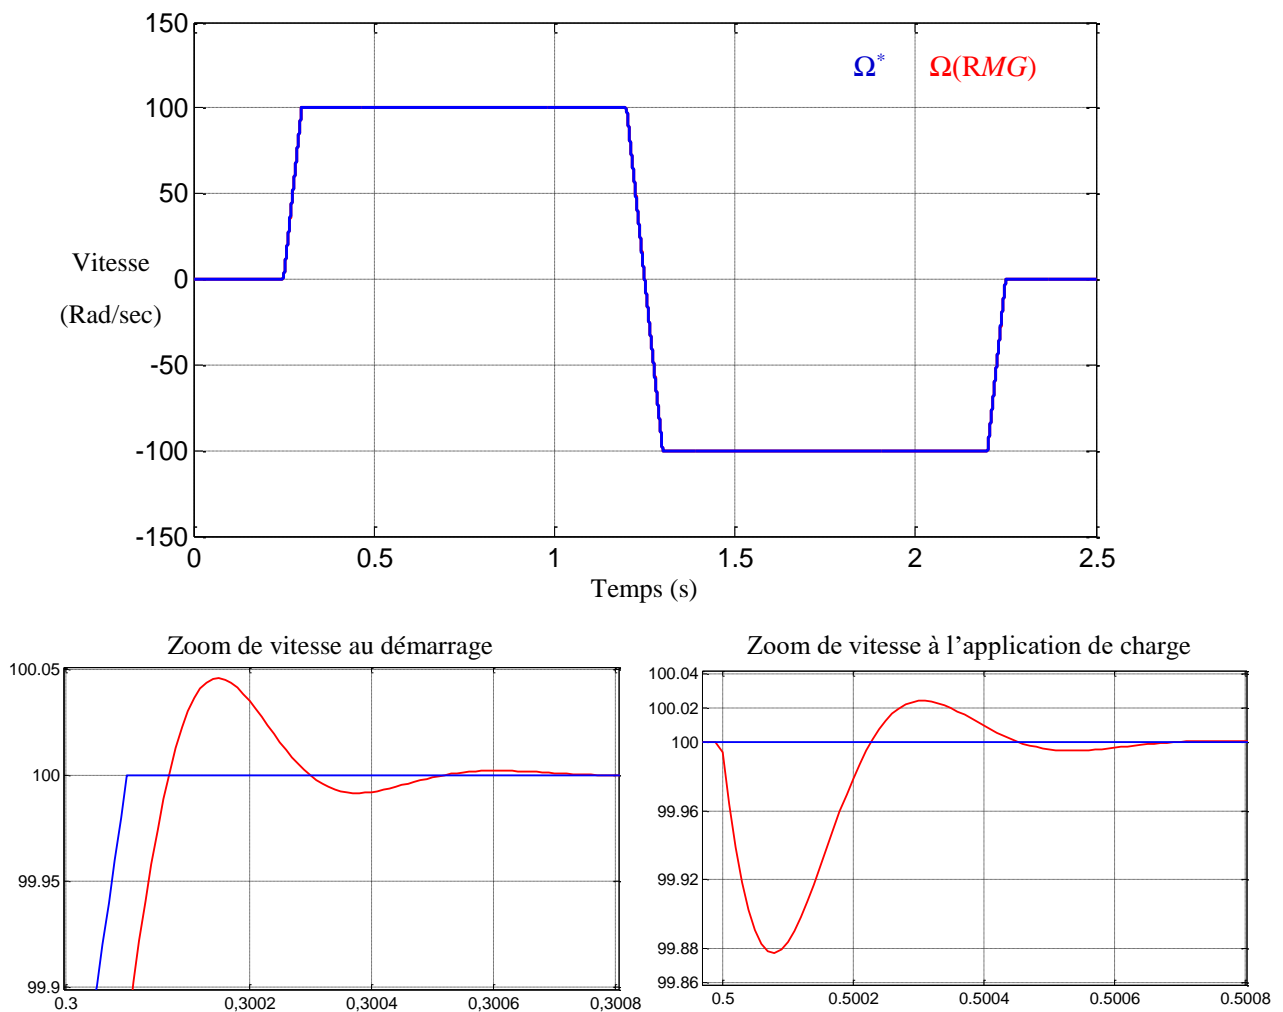 150
Ω* Ω(RMG)
100
50
Vitesse
0
(Rad/sec)
-50
-100
-150
0 0.5 1 1.5 2 2.5
Temps (s)
Zoom de vitesse au démarrage
100.05
100
99.95
99.9
0.3 0,3002 0,3004 0,3006 0,3008
Zoom de vitesse à l'application de charge
100.04
100.02
100
99.96
99.92
99.88
99.86
0.5 0.5002 0.5004 0.5006 0.5008